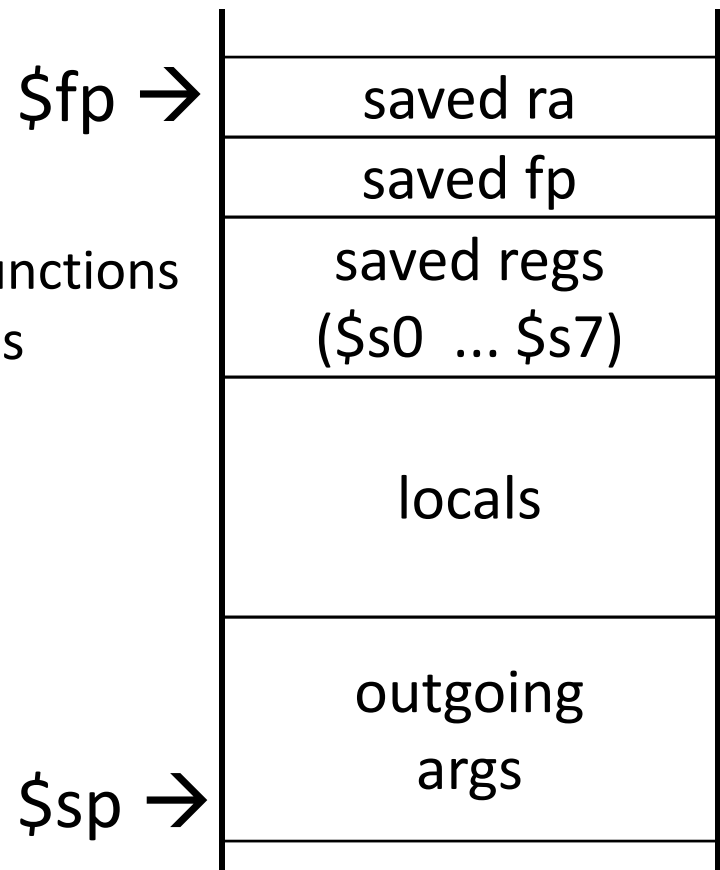 $fp → saved ra
saved fp
unctions
s
saved regs
($s0 ... $s7)
locals
outgoing
args
$sp →